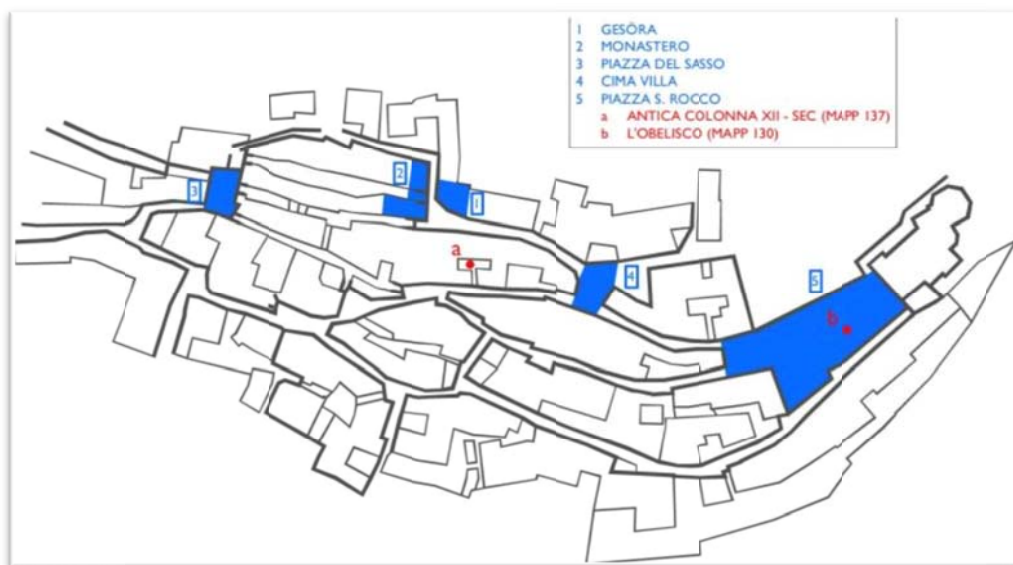 1 GESÖRA
2 MONASTERO
3 PIAZZA DEL SASSO
4 CIMA VILLA
5 PIAZZA S. ROCCO
a ANTICA COLONNA XII - SEC (MAPP 137)
b L'OBELISCO (MAPP 130)
2
3
1
a
4
5
b